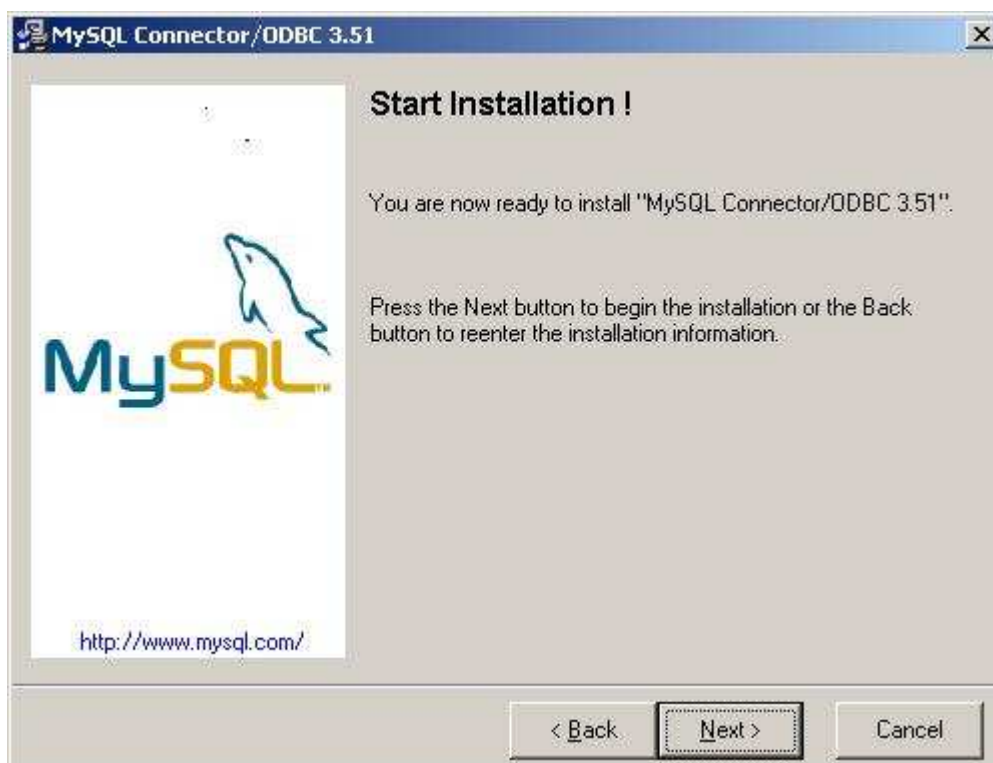 MySQL Connector/ODBC 3.51
Start Installation !
You are now ready to install "MySQL Connector/ODBC 3.51".
Press the Next button to begin the installation or the Back
button to reenter the installation information.
MySQL™
http://www.mysql.com/
< Back
Next >
Cancel